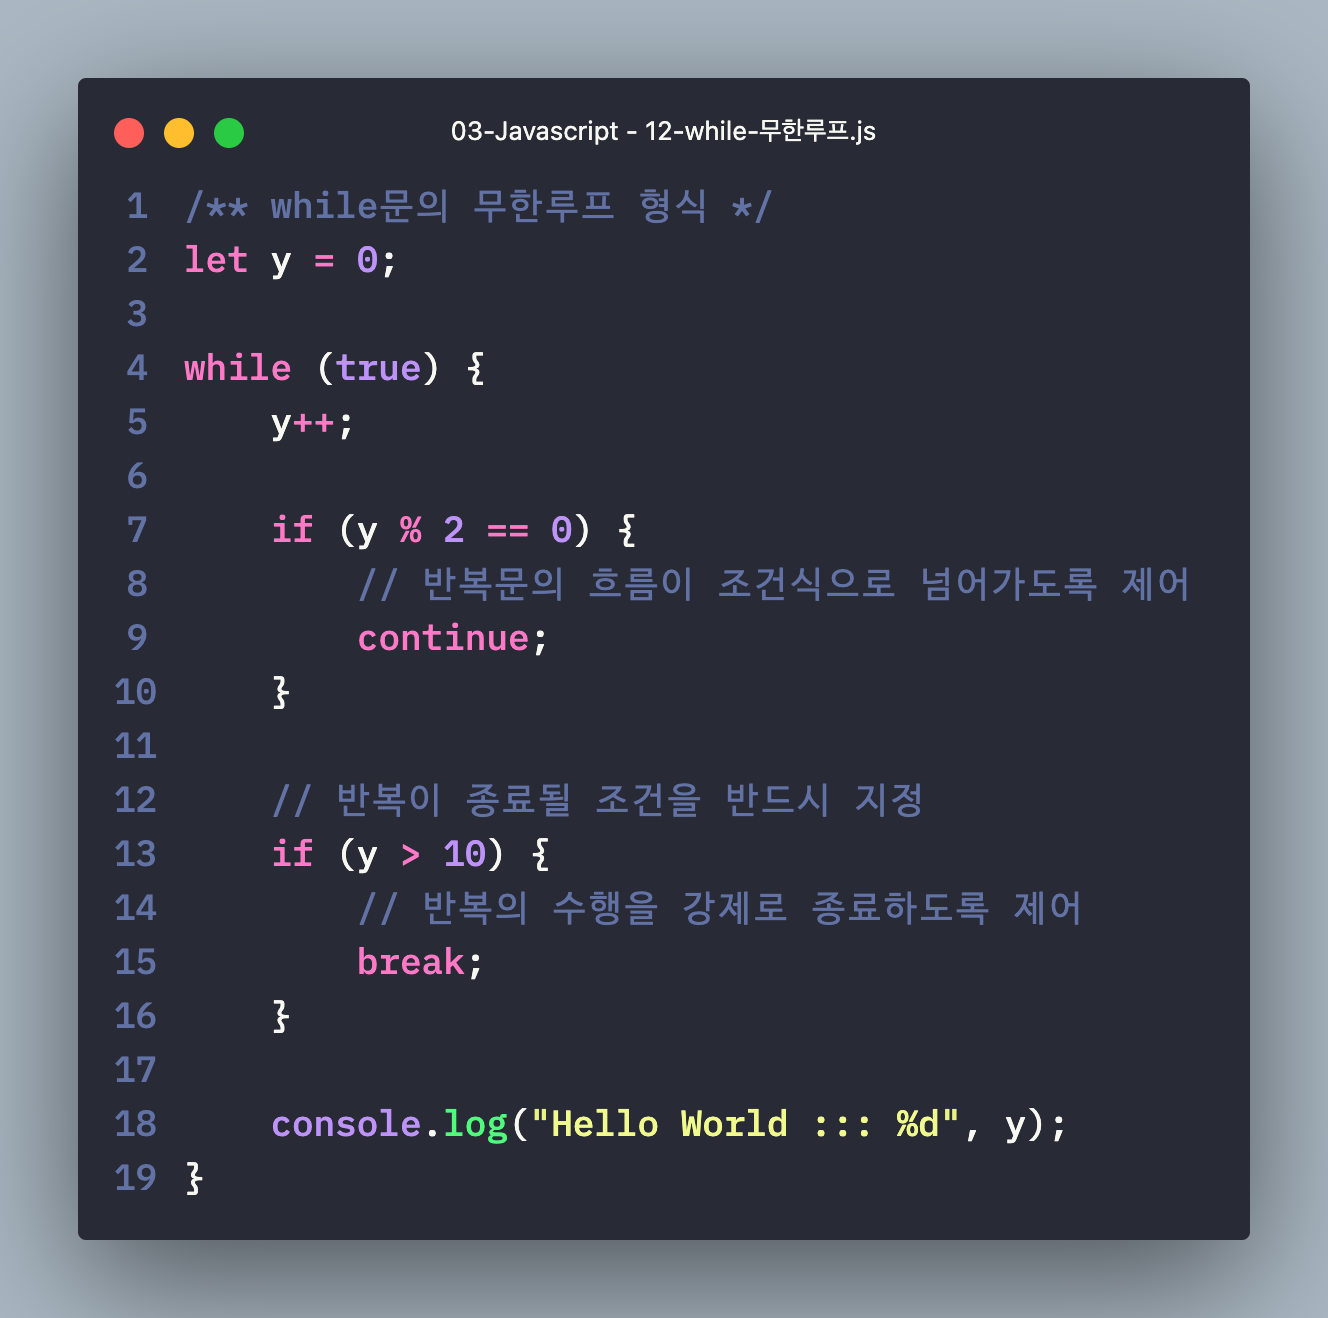 03-Javascript - 12-while-무한루프.js
1 /** while문의 무한루프 형식 */
2 let y = 0;
3
4 while (true) {
5     y++;
6
7     if (y % 2 == 0) {
8         // 반복문의 흐름이 조건식으로 넘어가도록 제어
9         continue;
10     }
11
12     // 반복이 종료될 조건을 반드시 지정
13     if (y > 10) {
14         // 반복의 수행을 강제로 종료하도록 제어
15         break;
16     }
17
18     console.log("Hello World ::: %d", y);
19 }